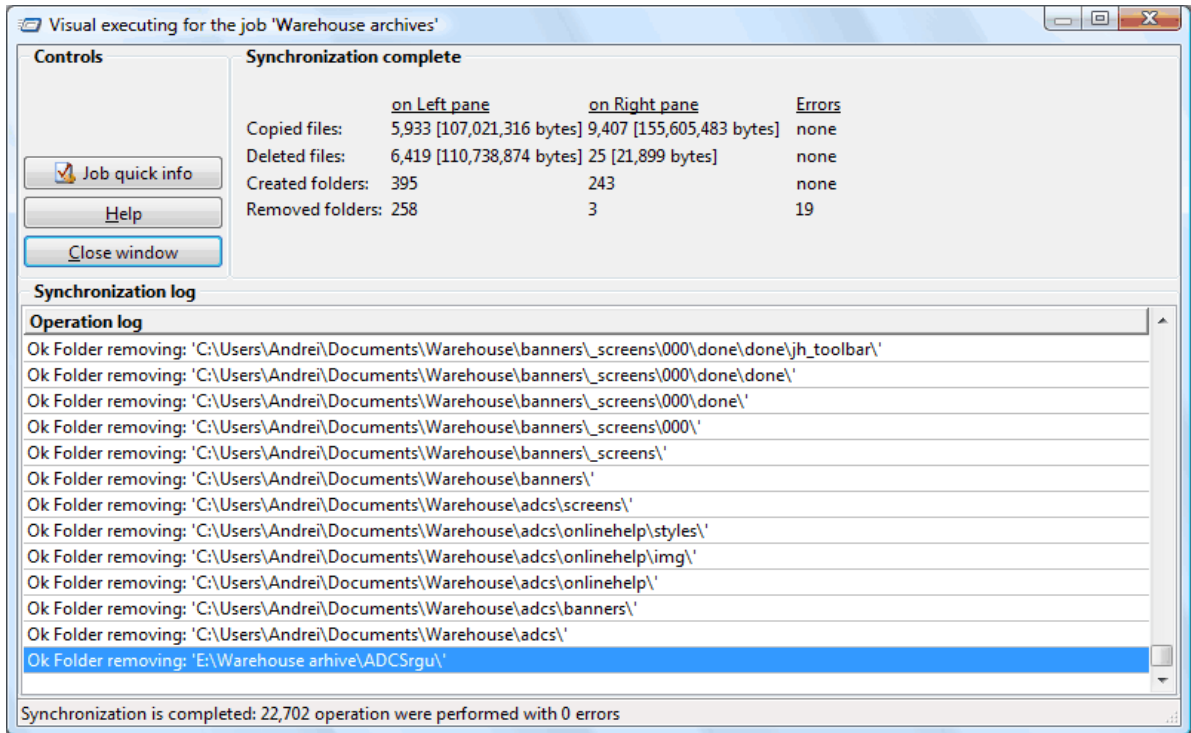 Visual executing for the job 'Warehouse archives'
Controls
Synchronization complete
on Left pane on Right pane Errors
Copied files: 5,933 [107,021,316 bytes] 9,407 [155,605,483 bytes] none
Deleted files: 6,419 [110,738,874 bytes] 25 [21,899 bytes] none
Created folders: 395 243 none
Removed folders: 258 3 19
Job quick info
Help
Close window
Synchronization log
Operation log
Ok Folder removing: 'C:\Users\Andrei\Documents\Warehouse\banners\_screens\000\done\done\jh_toolbar\'
Ok Folder removing: 'C:\Users\Andrei\Documents\Warehouse\banners\_screens\000\done\done\'
Ok Folder removing: 'C:\Users\Andrei\Documents\Warehouse\banners\_screens\000\done\'
Ok Folder removing: 'C:\Users\Andrei\Documents\Warehouse\banners\_screens\000\'
Ok Folder removing: 'C:\Users\Andrei\Documents\Warehouse\banners\_screens\'
Ok Folder removing: 'C:\Users\Andrei\Documents\Warehouse\banners\'
Ok Folder removing: 'C:\Users\Andrei\Documents\Warehouse\adcs\screens\'
Ok Folder removing: 'C:\Users\Andrei\Documents\Warehouse\adcs\onlinehelp\styles\'
Ok Folder removing: 'C:\Users\Andrei\Documents\Warehouse\adcs\onlinehelp\img\'
Ok Folder removing: 'C:\Users\Andrei\Documents\Warehouse\adcs\onlinehelp\'
Ok Folder removing: 'C:\Users\Andrei\Documents\Warehouse\adcs\banners\'
Ok Folder removing: 'C:\Users\Andrei\Documents\Warehouse\adcs\'
Ok Folder removing: 'E:\Warehouse arhive\ADCSrgu\'
Synchronization is completed: 22,702 operation were performed with 0 errors